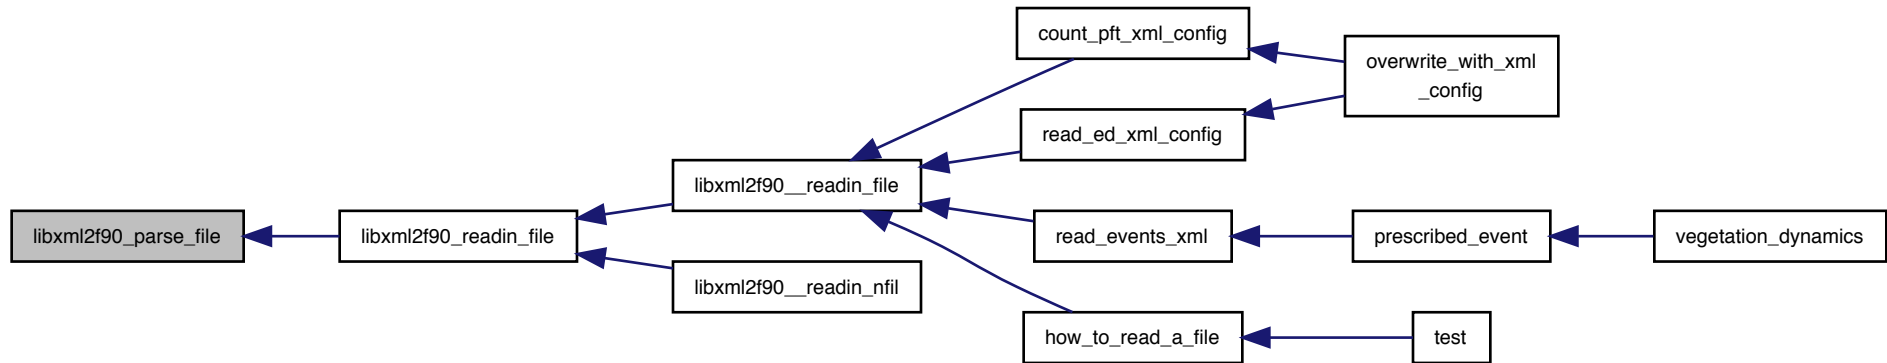 count_pft_xml_config
overwrite_with_xml
_config
read_ed_xml_config
libxml2f90__readin_file
libxml2f90_parse_file
libxml2f90_readin_file
read_events_xml
prescribed_event
vegetation_dynamics
libxml2f90__readin_nfil
how_to_read_a_file
test